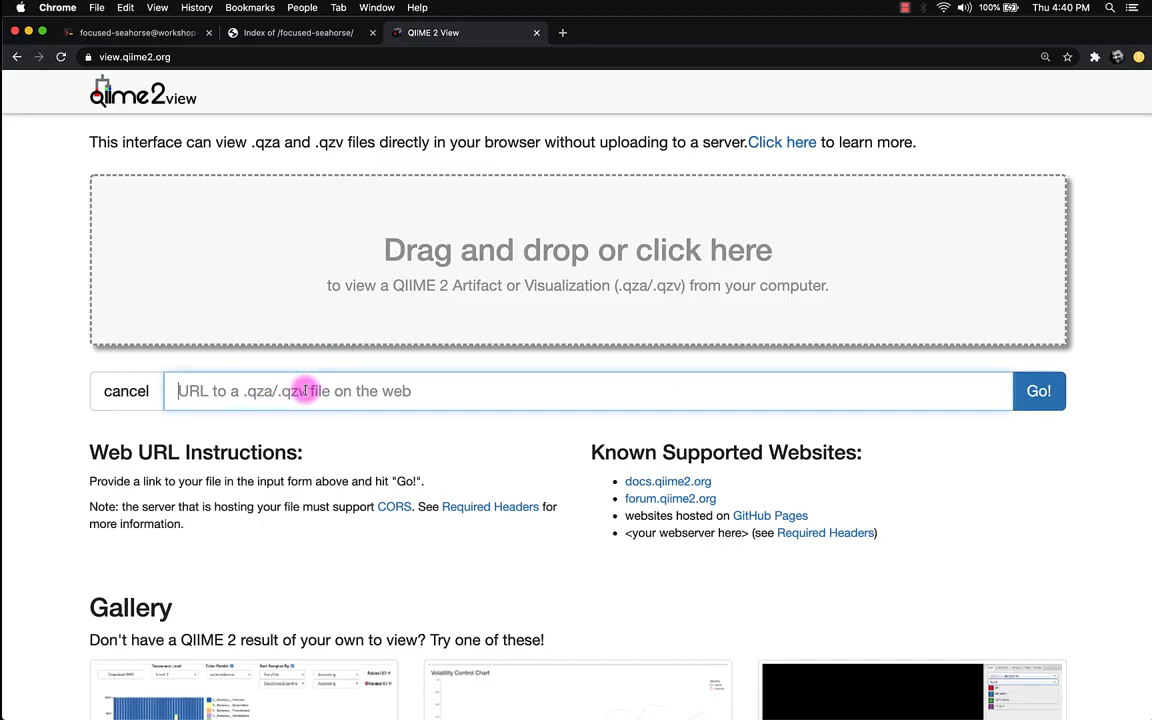 Chrome File Edit View History Bookmarks People Tab Window Help 100% Thu 4:40 PM
focused-seahorse@workshop Index of /focused-seahorse/ QIIME 2 View
view.qiime2.org
qiime2view
This interface can view .qza and .qzv files directly in your browser without uploading to a server.Click here to learn more.
Drag and drop or click here
to view a QIIME 2 Artifact or Visualization (.qza/.qzv) from your computer.
cancel URL to a .qza/.qzv file on the web Go!
Web URL Instructions:
Provide a link to your file in the input form above and hit "Go!".
Note: the server that is hosting your file must support CORS. See Required Headers for
more information.
Known Supported Websites:
docs.qiime2.org
forum.qiime2.org
websites hosted on GitHub Pages
<your webserver here> (see Required Headers)
Gallery
Don't have a QIIME 2 result of your own to view? Try one of these!
Volatility Control Chart